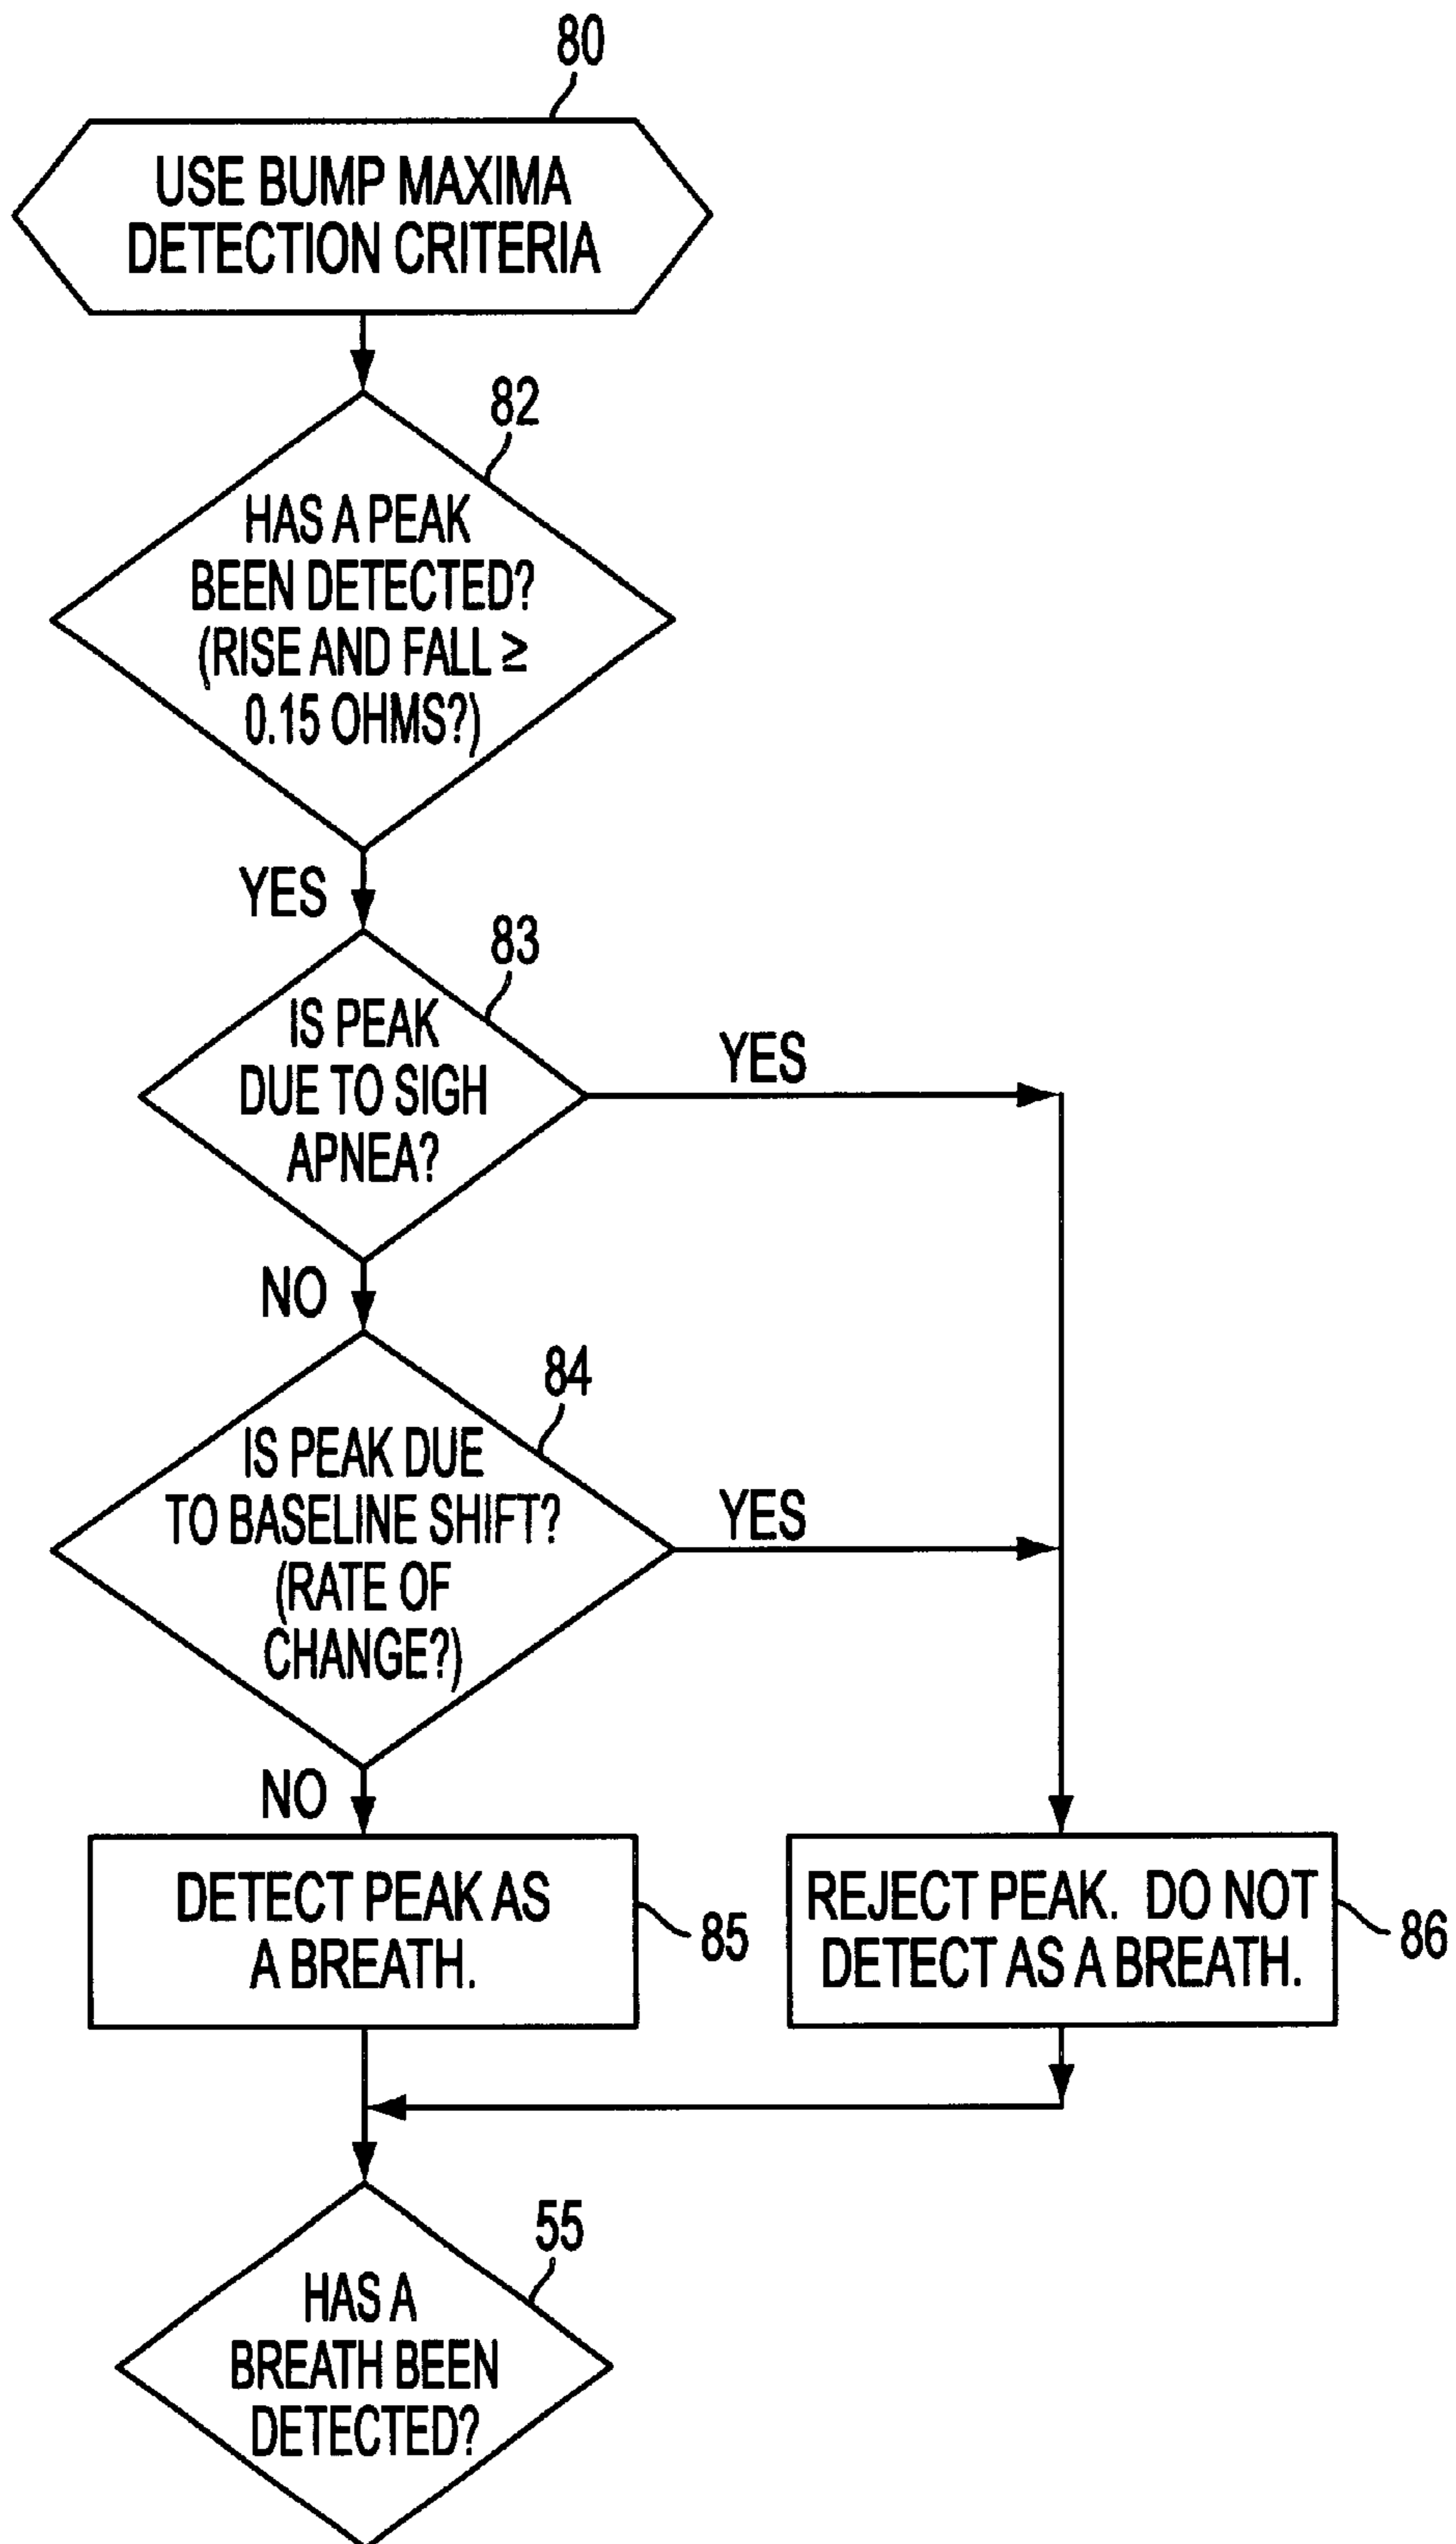 80
USE BUMP MAXIMA
DETECTION CRITERIA
82
HAS A PEAK
BEEN DETECTED?
(RISE AND FALL ≥
0.15 OHMS?)
YES
83
IS PEAK
DUE TO SIGH
APNEA?
YES
NO
84
IS PEAK DUE
TO BASELINE SHIFT?
(RATE OF
CHANGE?)
YES
NO
DETECT PEAK AS
A BREATH.
85
REJECT PEAK. DO NOT
DETECT AS A BREATH.
86
55
HAS A
BREATH BEEN
DETECTED?